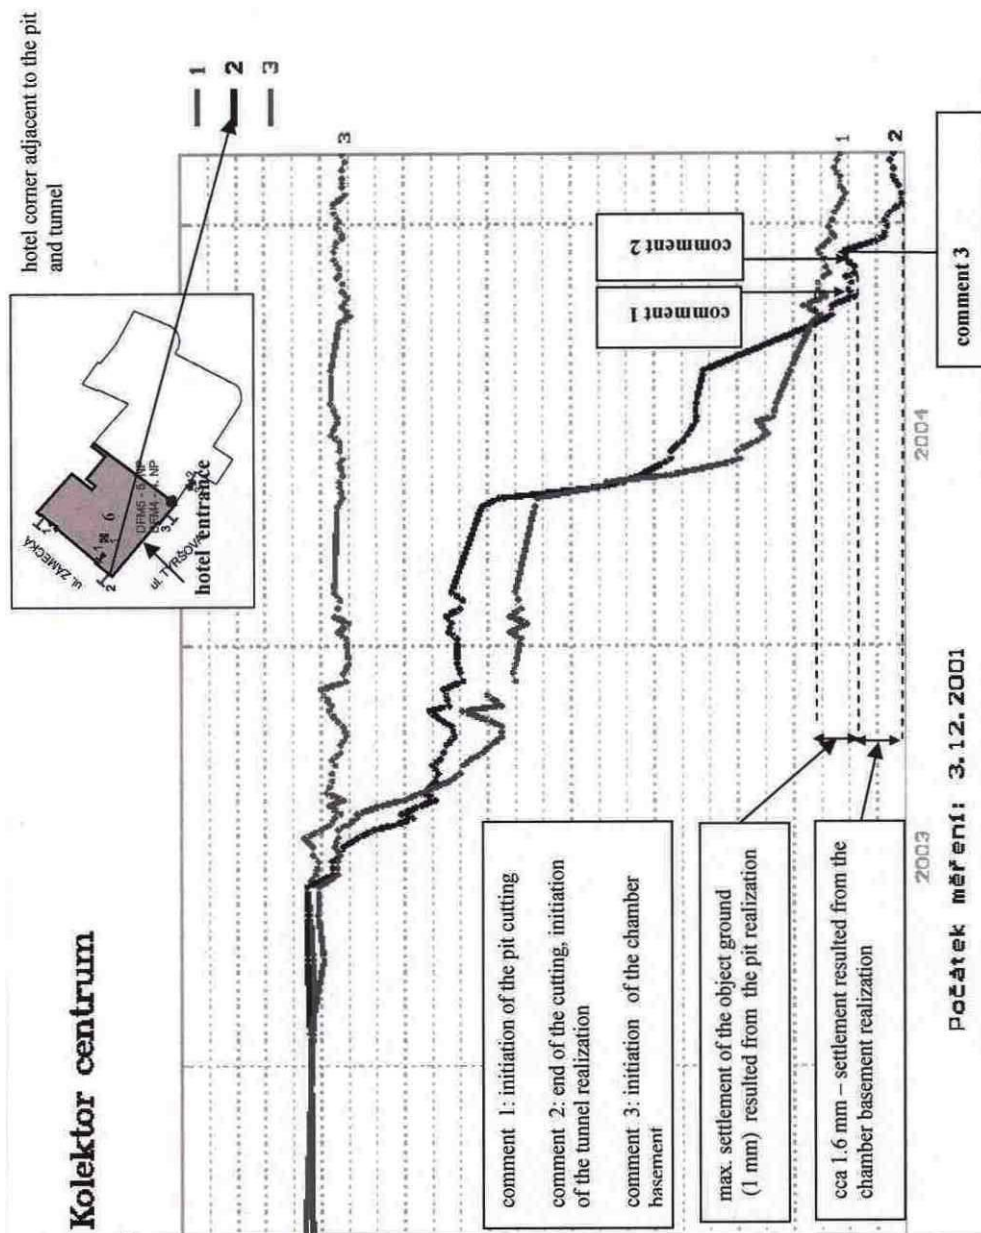 Kolektor centrum
hotel corner adjacent to the pit
and tunnel
ul. ZÁMECKÁ
ul. TYRŠOVA
hotel entrance
1
2
3
6
1
2
3
3
1
2
comment 1
comment 2
comment 3
comment 1: initiation of the pit cutting
comment 2: end of the cutting, initiation
of the tunnel realization
comment 3: initiation of the chamber
basement
max. settlement of the object ground
(1 mm) resulted from the pit realization
cca 1.6 mm – settlement resulted from the
chamber basement realization
2003
2004
Počátek měření: 3.12.2001